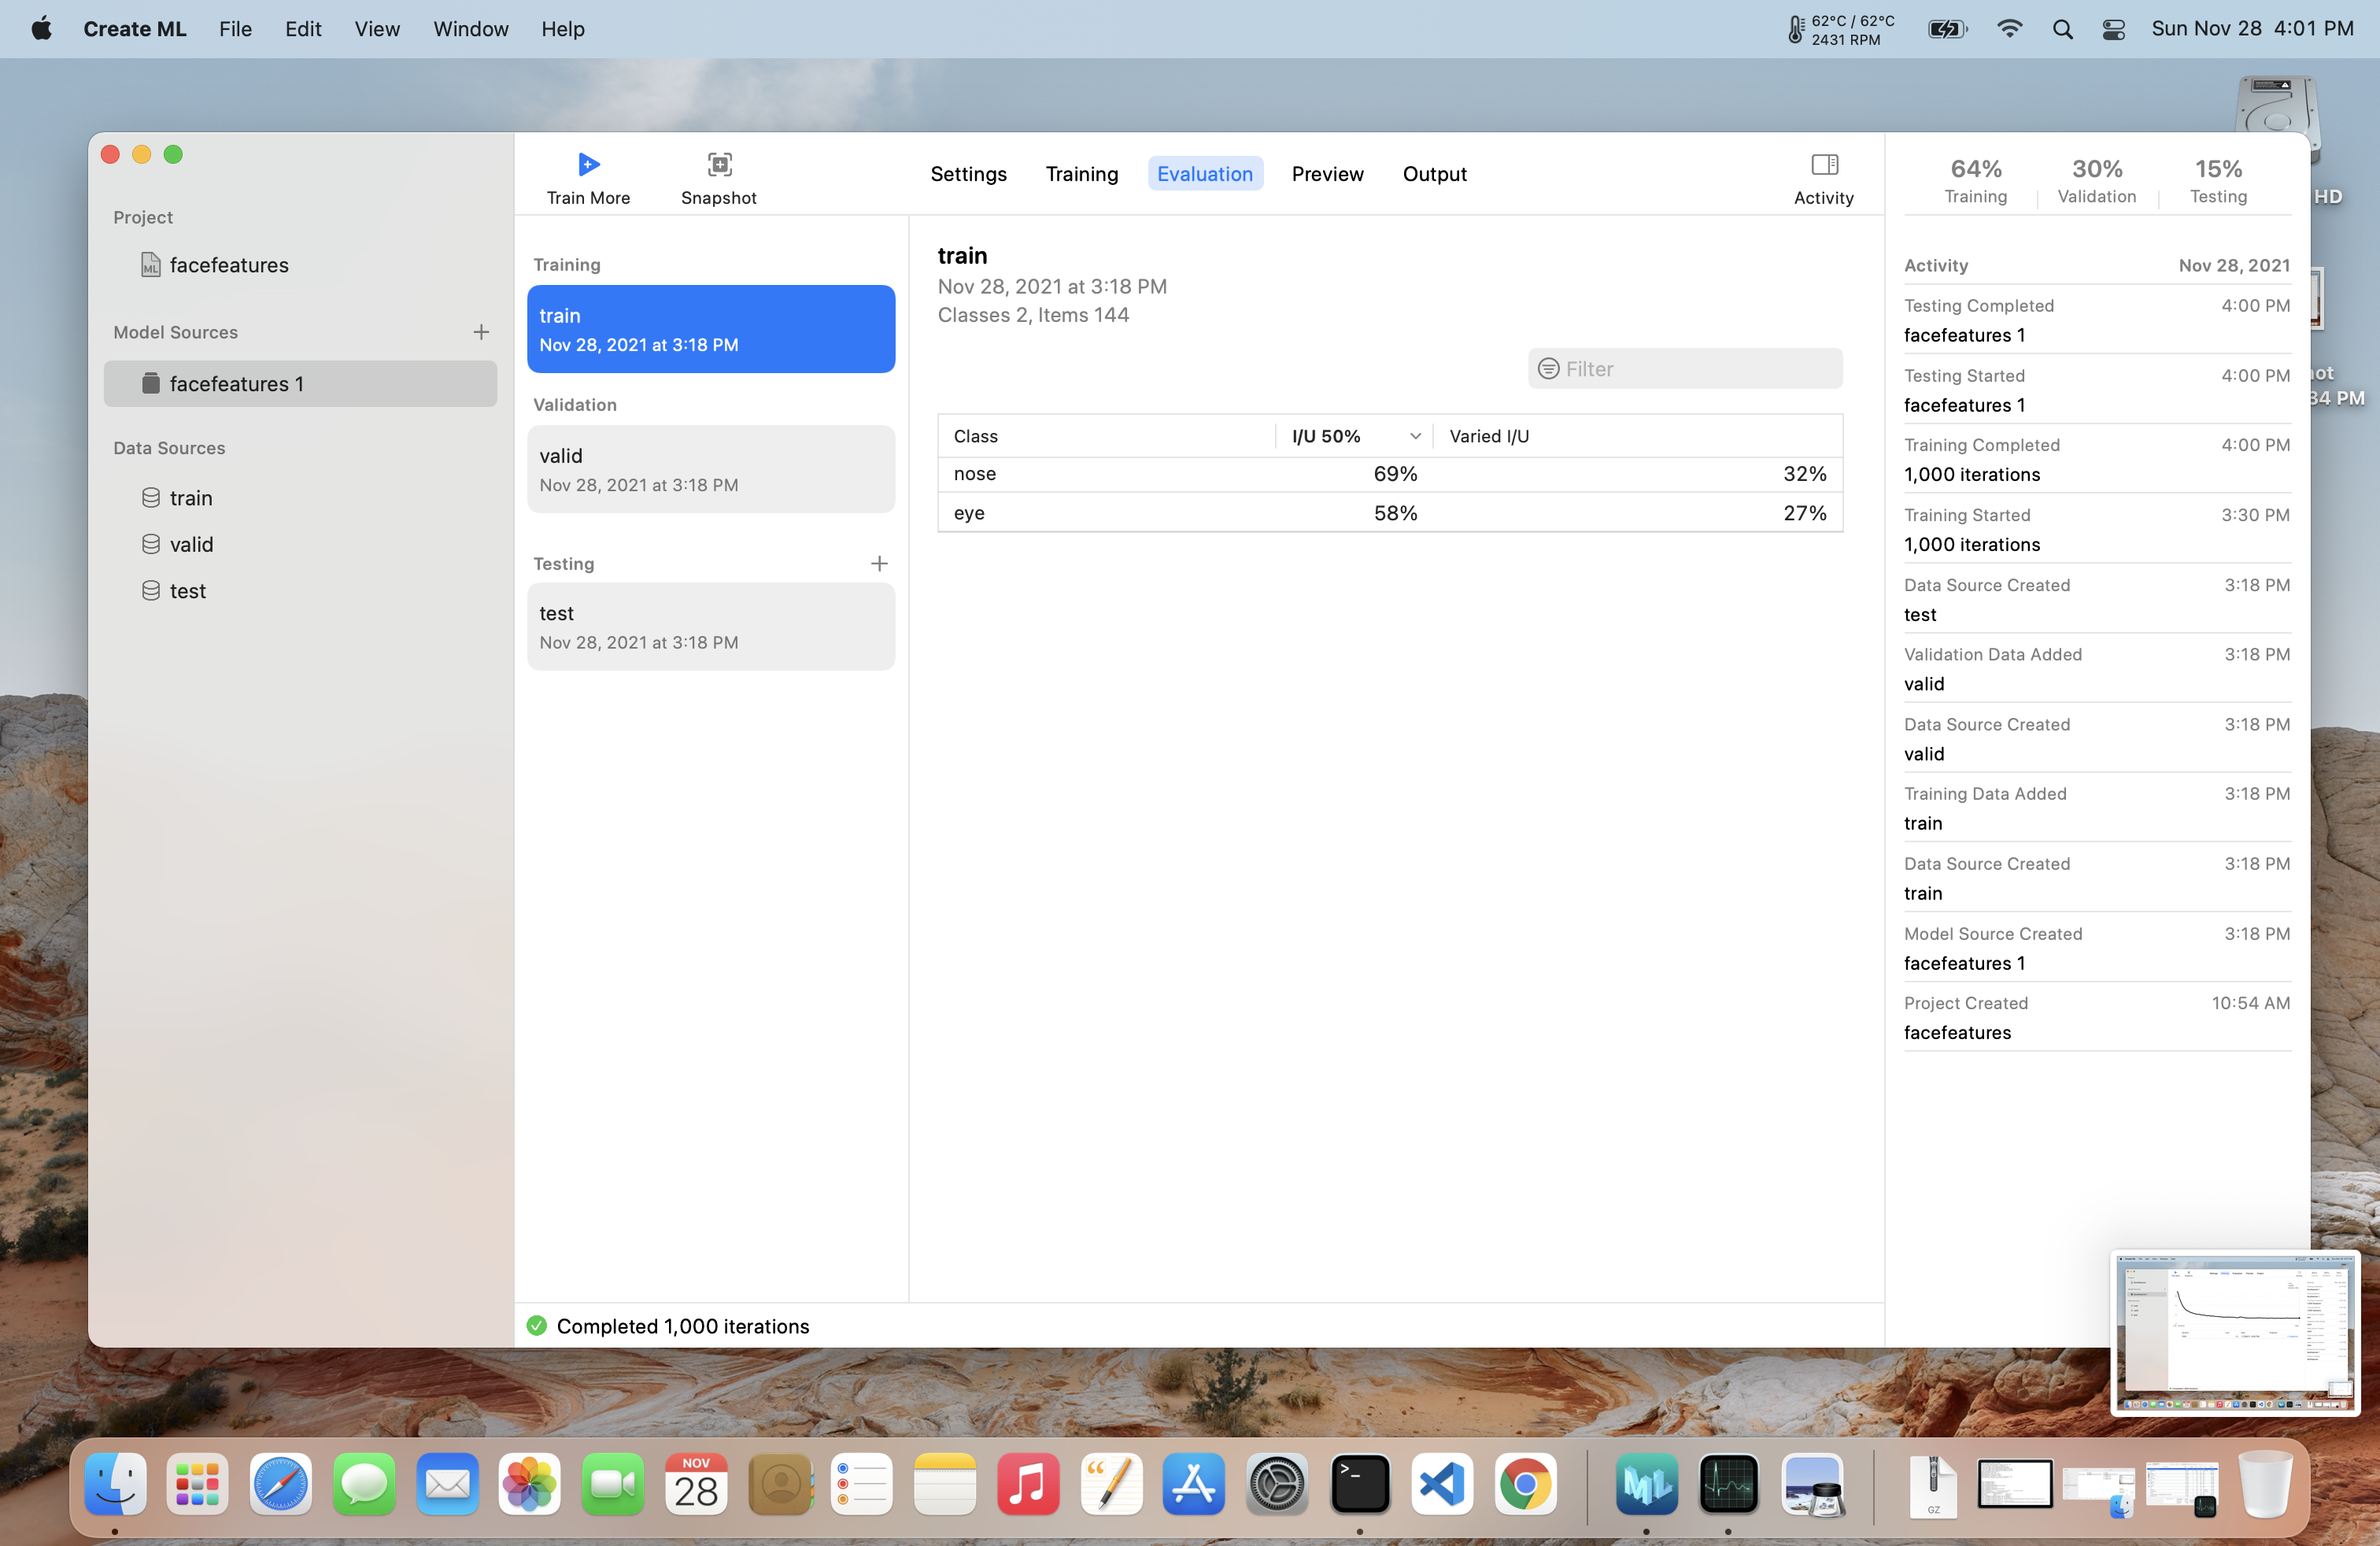 Create ML File Edit View Window Help
62°C / 62°C
2431 RPM
Sun Nov 28 4:01 PM
HD
34 PM
Project
facefeatures
Model Sources
facefeatures 1
Data Sources
train
valid
test
Train More
Snapshot
Settings Training Evaluation Preview Output
Activity
Training
train
Nov 28, 2021 at 3:18 PM
Validation
valid
Nov 28, 2021 at 3:18 PM
Testing
test
Nov 28, 2021 at 3:18 PM
train
Nov 28, 2021 at 3:18 PM
Classes 2, Items 144
Filter
Class I/U 50% Varied I/U
nose 69% 32%
eye 58% 27%
Completed 1,000 iterations
64% 30% 15%
Training Validation Testing
Activity Nov 28, 2021
Testing Completed 4:00 PM
facefeatures 1
Testing Started 4:00 PM
facefeatures 1
Training Completed 4:00 PM
1,000 iterations
Training Started 3:30 PM
1,000 iterations
Data Source Created 3:18 PM
test
Validation Data Added 3:18 PM
valid
Data Source Created 3:18 PM
valid
Training Data Added 3:18 PM
train
Data Source Created 3:18 PM
train
Model Source Created 3:18 PM
facefeatures 1
Project Created 10:54 AM
facefeatures
NOV
28
ML
GZ